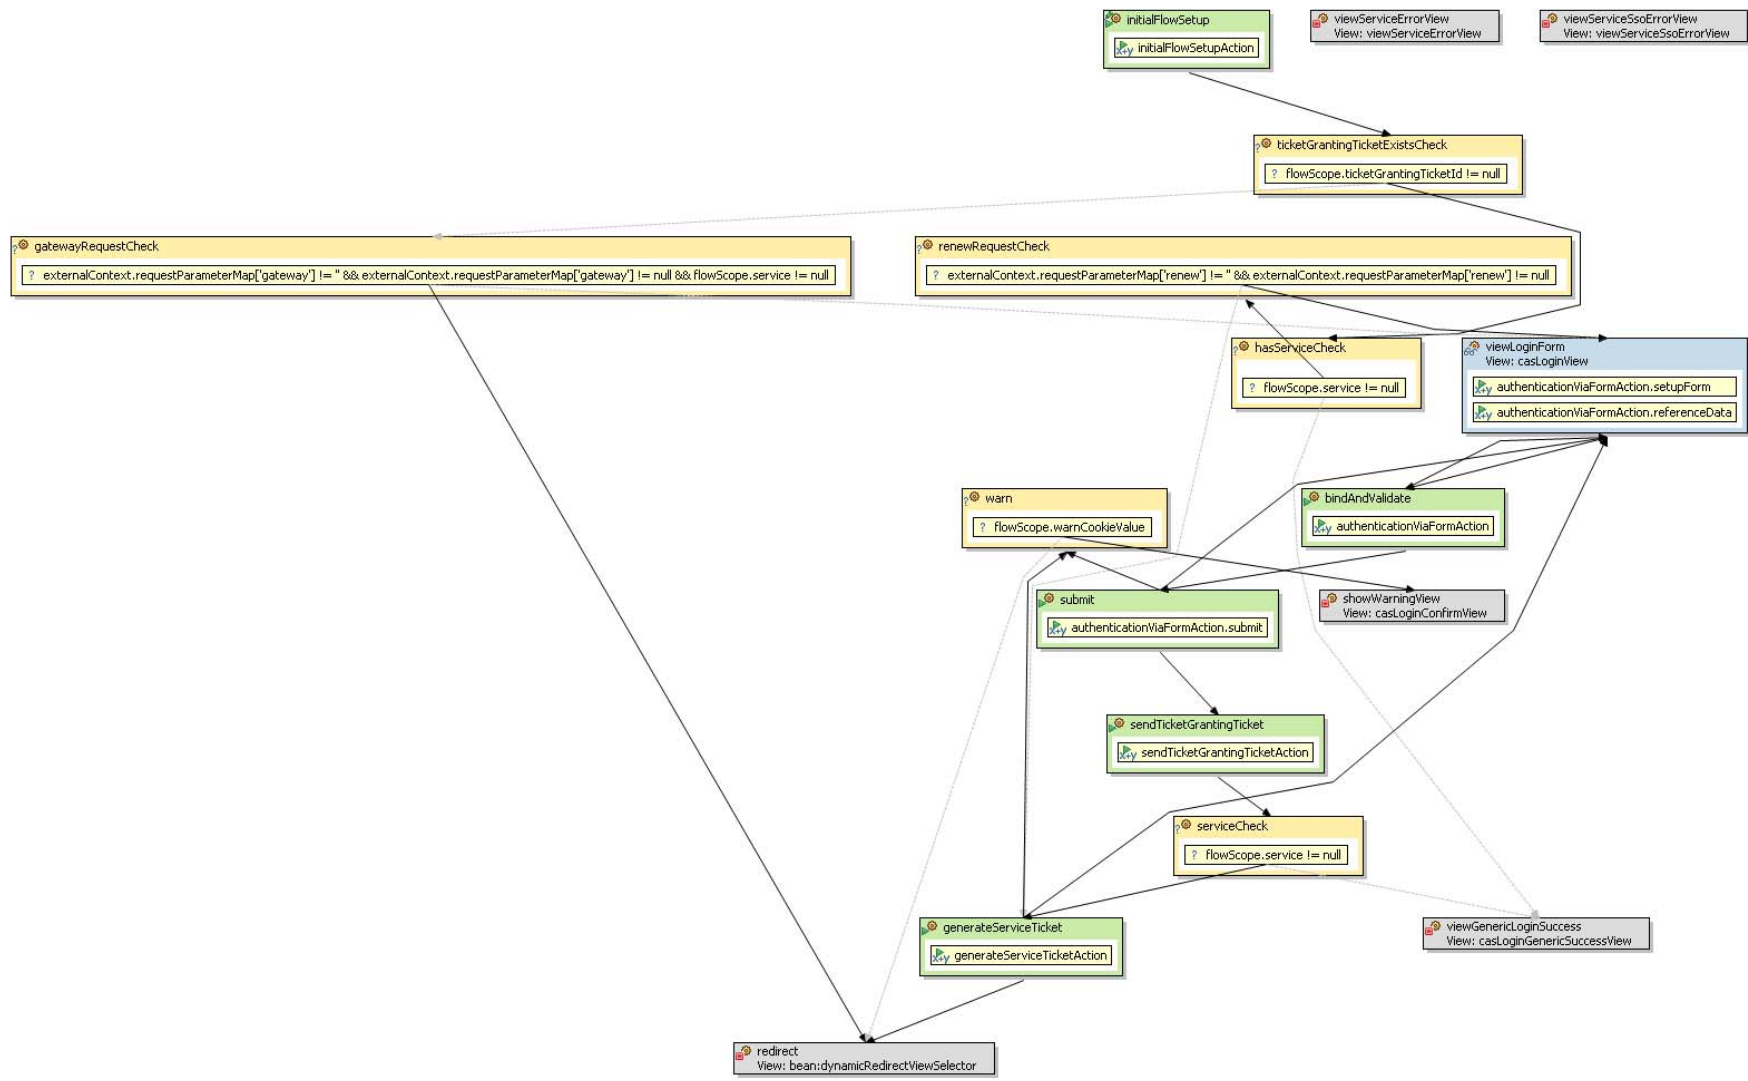 initialFlowSetup
initialFlowSetupAction
viewServiceErrorView
View: viewServiceErrorView
viewServiceSsoErrorView
View: viewServiceSsoErrorView
ticketGrantingTicketExistsCheck
? flowScope.ticketGrantingTicketId != null
gatewayRequestCheck
? externalContext.requestParameterMap['gateway'] != '' && externalContext.requestParameterMap['gateway'] != null && flowScope.service != null
renewRequestCheck
? externalContext.requestParameterMap['renew'] != '' && externalContext.requestParameterMap['renew'] != null
hasServiceCheck
? flowScope.service != null
viewLoginForm
View: casLoginView
authenticationViaFormAction.setupForm
authenticationViaFormAction.referenceData
warn
? flowScope.warnCookieValue
bindAndValidate
authenticationViaFormAction
submit
authenticationViaFormAction.submit
showWarningView
View: casLoginConfirmView
sendTicketGrantingTicket
sendTicketGrantingTicketAction
serviceCheck
? flowScope.service != null
generateServiceTicket
generateServiceTicketAction
viewGenericLoginSuccess
View: casLoginGenericSuccessView
redirect
View: bean:dynamicRedirectViewSelector